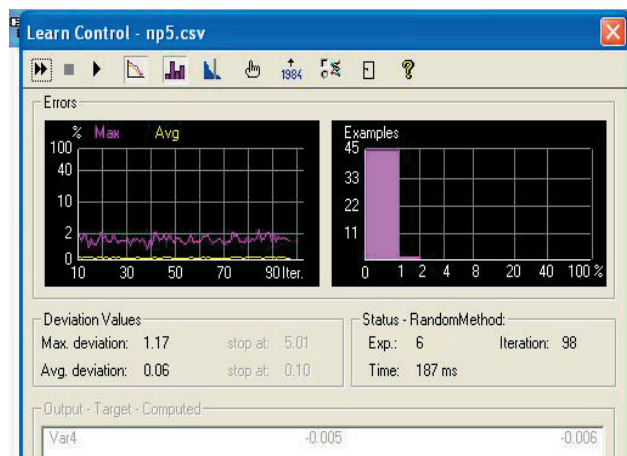 Learn Control - пр5.csv
1984
?
Errors
% Max Avg
100
40
10
2
0
10 30 50 70 90 Iter.
Examples
45
33
22
11
0 1 2 4 8 20 40 100 %
Deviation Values
Max. deviation: 1.17 stop at: 5.01
Avg. deviation: 0.06 stop at: 0.10
Status - RandomMethod:
Exp.: 6 Iteration: 98
Time: 187 ms
Output - Target - Computed
Var4 -0.005 -0.006